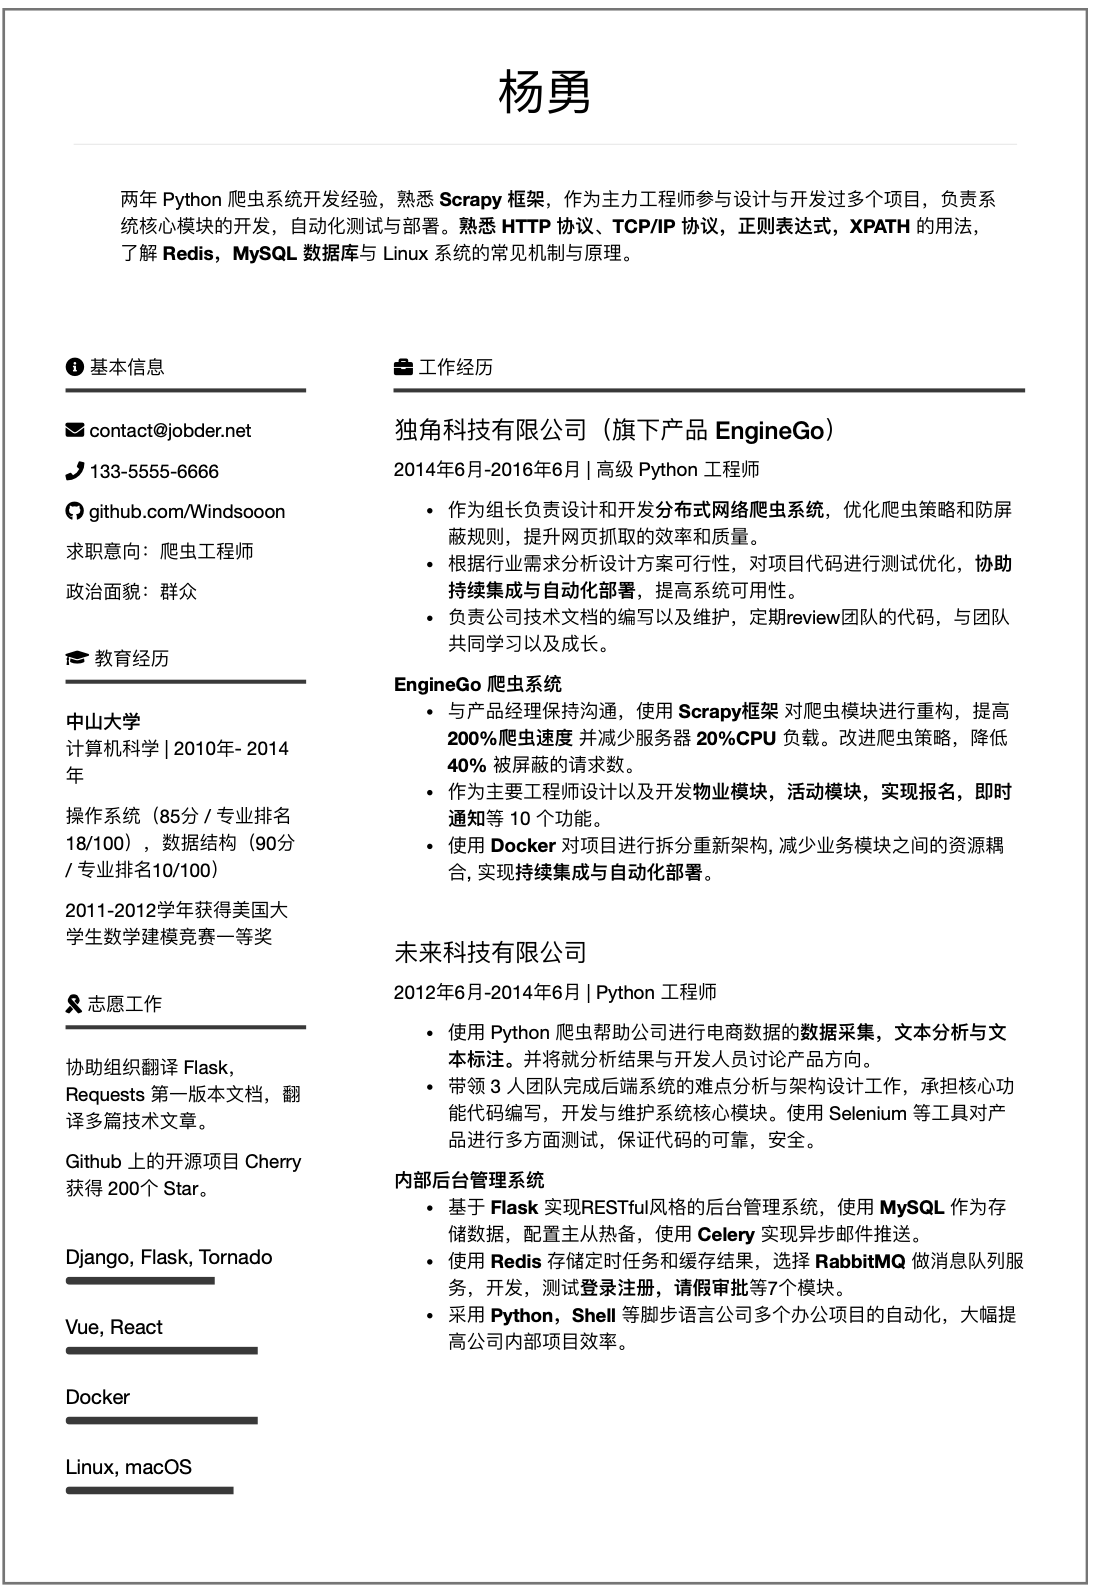 杨勇
两年 Python 爬虫系统开发经验，熟悉 Scrapy 框架，作为主力工程师参与设计与开发过多个项目，负责系
统核心模块的开发，自动化测试与部署。熟悉 HTTP 协议、TCP/IP 协议，正则表达式，XPATH 的用法，
了解 Redis，MySQL 数据库与 Linux 系统的常见机制与原理。
基本信息
contact@jobder.net
133-5555-6666
github.com/Windsooon
求职意向：爬虫工程师
政治面貌：群众
教育经历
中山大学
计算机科学 | 2010年- 2014
年
操作系统（85分 / 专业排名
18/100），数据结构（90分
/ 专业排名10/100）
2011-2012学年获得美国大
学生数学建模竞赛一等奖
志愿工作
协助组织翻译 Flask，
Requests 第一版本文档，翻
译多篇技术文章。
Github 上的开源项目 Cherry
获得 200个 Star。
Django, Flask, Tornado
Vue, React
Docker
Linux, macOS
工作经历
独角科技有限公司（旗下产品 EngineGo）
2014年6月-2016年6月 | 高级 Python 工程师
• 作为组长负责设计和开发分布式网络爬虫系统，优化爬虫策略和防屏
蔽规则，提升网页抓取的效率和质量。
• 根据行业需求分析设计方案可行性，对项目代码进行测试优化，协助
持续集成与自动化部署，提高系统可用性。
• 负责公司技术文档的编写以及维护，定期review团队的代码，与团队
共同学习以及成长。
EngineGo 爬虫系统
• 与产品经理保持沟通，使用 Scrapy框架 对爬虫模块进行重构，提高
200%爬虫速度 并减少服务器 20%CPU 负载。改进爬虫策略，降低
40% 被屏蔽的请求数。
• 作为主要工程师设计以及开发物业模块，活动模块，实现报名，即时
通知等 10 个功能。
• 使用 Docker 对项目进行拆分重新架构, 减少业务模块之间的资源耦
合, 实现持续集成与自动化部署。
未来科技有限公司
2012年6月-2014年6月 | Python 工程师
• 使用 Python 爬虫帮助公司进行电商数据的数据采集，文本分析与文
本标注。并将就分析结果与开发人员讨论产品方向。
• 带领 3 人团队完成后端系统的难点分析与架构设计工作，承担核心功
能代码编写，开发与维护系统核心模块。使用 Selenium 等工具对产
品进行多方面测试，保证代码的可靠，安全。
内部后台管理系统
• 基于 Flask 实现RESTful风格的后台管理系统，使用 MySQL 作为存
储数据，配置主从热备，使用 Celery 实现异步邮件推送。
• 使用 Redis 存储定时任务和缓存结果，选择 RabbitMQ 做消息队列服
务，开发，测试登录注册，请假审批等7个模块。
• 采用 Python，Shell 等脚步语言公司多个办公项目的自动化，大幅提
高公司内部项目效率。